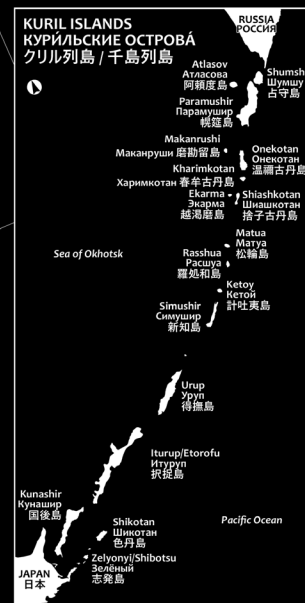 KURIL ISLANDS
КУРИ́ЛЬСКИЕ ОСТРОВА́
クリル列島 / 千島列島
RUSSIA
РОССИЯ
Atlasov
Атласова
阿頼度島
Shumsh
Шумшу
占守島
Paramushir
Парамушир
幌筵島
Makanrushi
Маканруши 磨勘留島
Onekotan
Онекотан
温禰古丹島
Kharimkotan
Харимкотан 春牟古丹島
Ekarma
Экарма
越渇磨島
Shiashkotan
Шиашкотан
捨子古丹島
Matua
Матуа
松輪島
Sea of Okhotsk
Rasshua
Расшуа
羅処和島
Ketoy
Кетой
計吐夷島
Simushir
Симушир
新知島
Urup
Уруп
得撫島
Iturup/Etorofu
Итуруп
択捉島
Kunashir
Кунашир
国後島
Shikotan
Шикотан
色丹島
Pacific Ocean
Zelyonyi/Shibotsu
Зелёный
志発島
JAPAN
日本